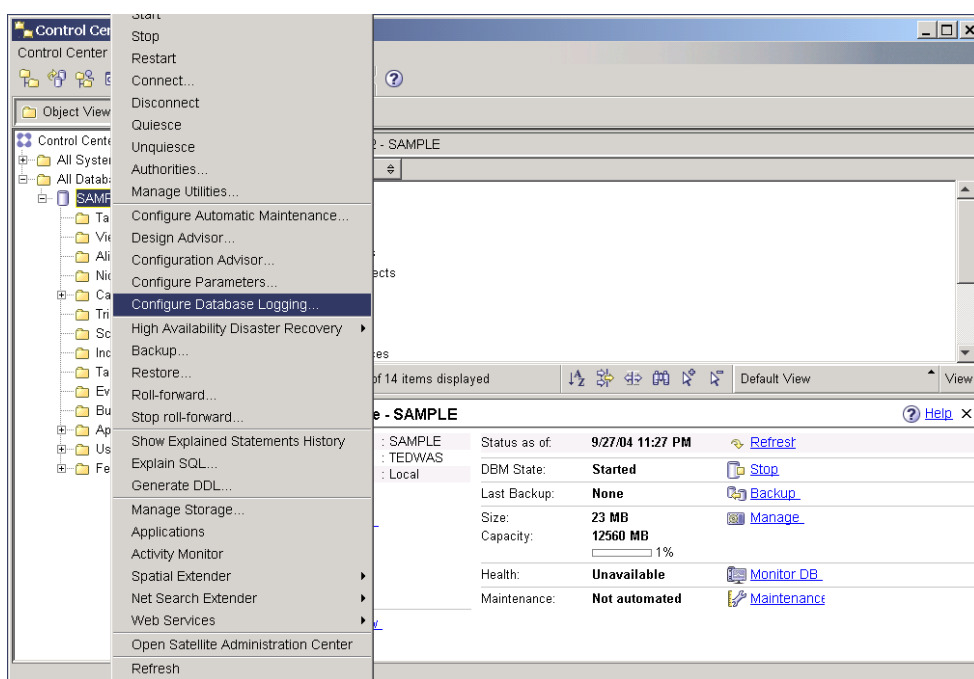 Control Cer
Control Center
Object View
Control Cente
All Syster
All Databa
SAMP
Ta
Vie
Ali
Nic
Ca
Tri
Sc
Inc
Ta
Ev
Bu
Ap
Us
Fe
Start
Stop
Restart
Connect...
Disconnect
Quiesce
Unquiesce
Authorities...
Manage Utilities...
Configure Automatic Maintenance...
Design Advisor...
Configuration Advisor...
Configure Parameters...
Configure Database Logging...
High Availability Disaster Recovery
Backup...
Restore...
Roll-forward...
Stop roll-forward...
Show Explained Statements History
Explain SQL...
Generate DDL...
Manage Storage...
Applications
Activity Monitor
Spatial Extender
Net Search Extender
Web Services
Open Satellite Administration Center
Refresh
2 - SAMPLE
ects
es
of 14 items displayed
Default View
View
e - SAMPLE
Help
: SAMPLE
: TEDWAS
: Local
Status as of: 9/27/04 11:27 PM Refresh
DBM State: Started Stop
Last Backup: None Backup
Size: 23 MB Manage
Capacity: 12560 MB
1%
Health: Unavailable Monitor DB
Maintenance: Not automated Maintenance